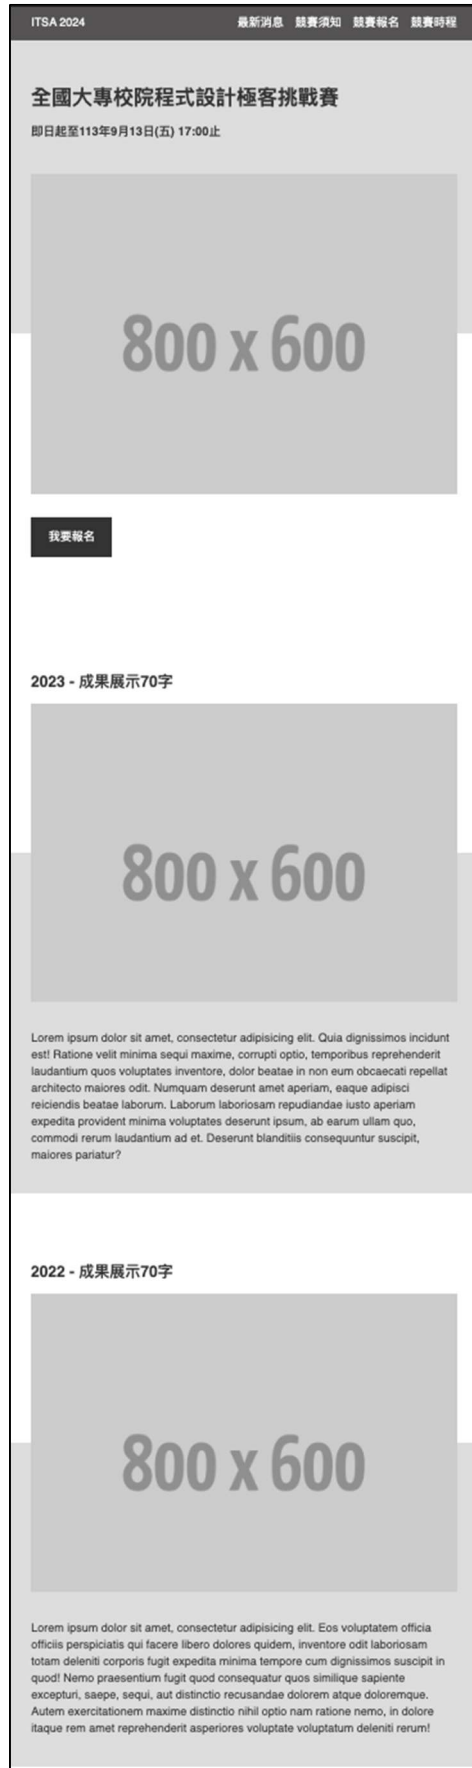 ITSA 2024 最新消息 競賽須知 競賽報名 競賽時程
全國大專校院程式設計極客挑戰賽
即日起至113年9月13日(五) 17:00止
800 x 600
我要報名
2023 - 成果展示70字
800 x 600
Lorem ipsum dolor sit amet, consectetur adipisicing elit. Quia dignissimos incidunt
est! Ratione velit minima sequi maxime, corrupti optio, temporibus reprehenderit
laudantium quos voluptates inventore, dolor beatae in non eum obcaecati repellat
architecto maiores odit. Numquam deserunt amet aperiam, eaque adipisci
reiciendis beatae laborum. Laborum laboriosam repudiandae iusto aperiam
expedita provident minima voluptates deserunt ipsum, ab earum ullam quo,
commodi rerum laudantium ad et. Deserunt blanditiis consequuntur suscipit,
maiores pariatur?
2022 - 成果展示70字
800 x 600
Lorem ipsum dolor sit amet, consectetur adipisicing elit. Eos voluptatem officia
officiis perspiciatis qui facere libero dolores quidem, inventore odit laboriosam
totam deleniti corporis fugit expedita minima tempore cum dignissimos suscipit in
quod! Nemo praesentium fugit quod consequatur quos similique sapiente
excepturi, saepe, sequi, aut distinctio recusandae dolorem atque doloremque.
Autem exercitationem maxime distinctio nihil optio nam ratione nemo, in dolore
itaque rem amet reprehenderit asperiores voluptate voluptatum deleniti rerum!